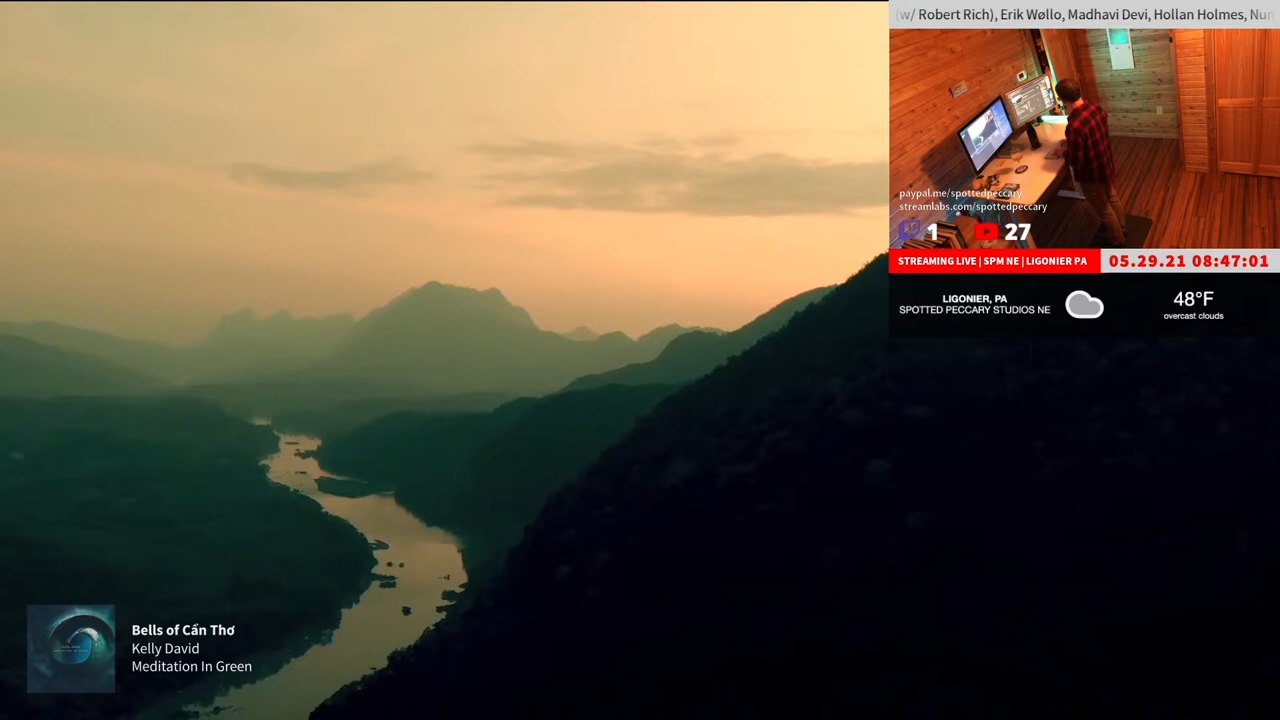 (w/ Robert Rich), Erik Wøllo, Madhavi Devi, Hollan Holmes,
paypal.me/spottedpeccary
streamlabs.com/spottedpeccary
1 27
STREAMING LIVE | SPM NE | LIGONIER PA 05.29.21 08:47:01
LIGONIER, PA
SPOTTED PECCARY STUDIOS NE
48°F
overcast clouds
Bells of Cần Thơ
Kelly David
Meditation In Green